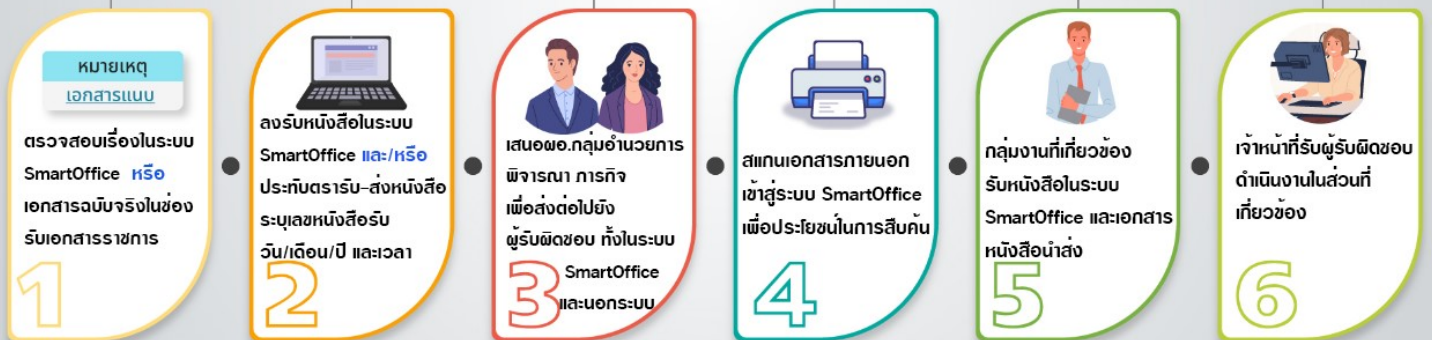 หมายเหตุ
เอกสารแนบ
ตรวจสอบเรื่องในระบบ
SmartOffice หรือ
เอกสารฉบับจริงในช่อง
รับเอกสารราชการ
1
ลงรับหนังสือในระบบ
SmartOffice และ/หรือ
ประทับตรารับ-ส่งหนังสือ
ระบุเลขหนังสือรับ
วัน/เดือน/ปี และเวลา
2
เสนอผอ.กลุ่มอำนวยการ
พิจารณา ภารกิจ
เพื่อส่งต่อไปยัง
ผู้รับผิดชอบ ทั้งในระบบ
SmartOffice
และนอกระบบ
3
สแกนเอกสารภายนอก
เข้าสู่ระบบ SmartOffice
เพื่อประโยชน์ในการสืบค้น
4
กลุ่มงานที่เกี่ยวข้อง
รับหนังสือในระบบ
SmartOffice และเอกสาร
หนังสือนำส่ง
5
เจ้าหน้าที่รับผู้รับผิดชอบ
ดำเนินงานในส่วนที่
เกี่ยวข้อง
6